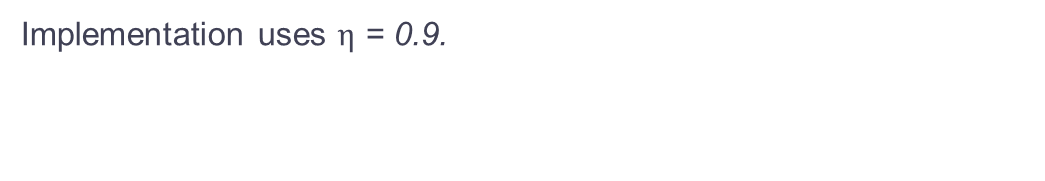 Implementation uses η = 0.9.